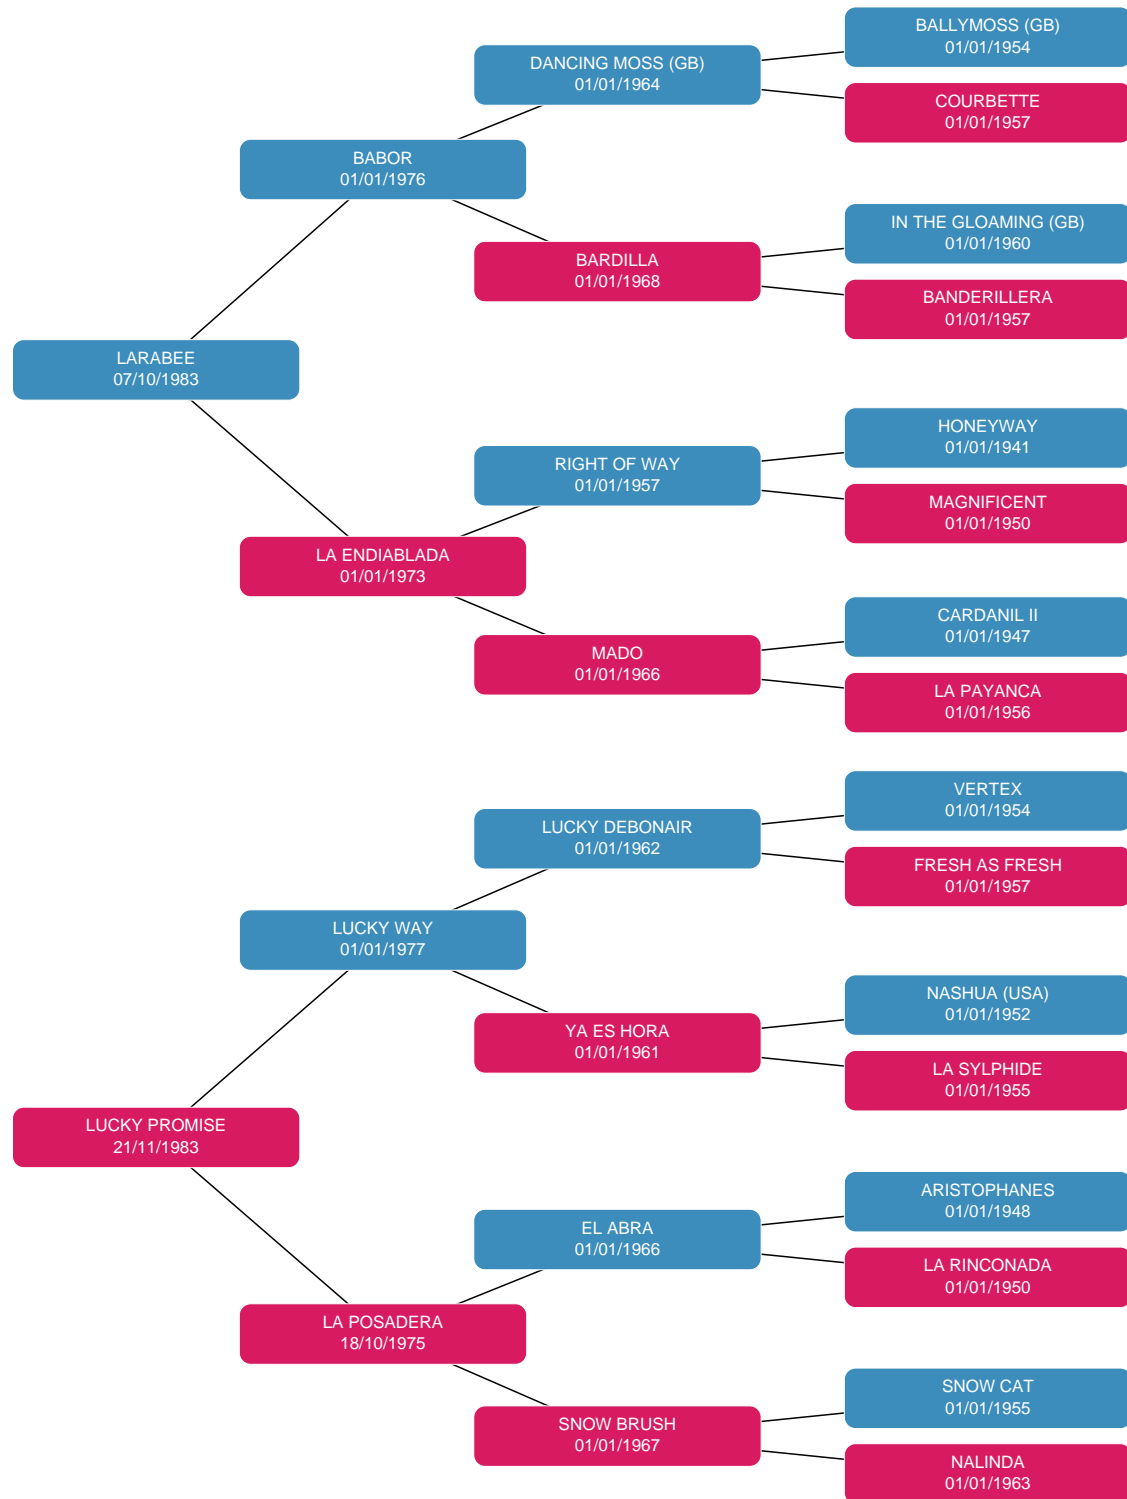 BALLYMOSS (GB)
01/01/1954
DANCING MOSS (GB)
01/01/1964
COURBETTE
01/01/1957
BABOR
01/01/1976
IN THE GLOAMING (GB)
01/01/1960
BARDILLA
01/01/1968
BANDERILLERA
01/01/1957
LARABEE
07/10/1983
HONEYWAY
01/01/1941
RIGHT OF WAY
01/01/1957
MAGNIFICENT
01/01/1950
LA ENDIABLADA
01/01/1973
CARDANIL II
01/01/1947
MADO
01/01/1966
LA PAYANCA
01/01/1956
VERTEX
01/01/1954
LUCKY DEBONAIR
01/01/1962
FRESH AS FRESH
01/01/1957
LUCKY WAY
01/01/1977
NASHUA (USA)
01/01/1952
YA ES HORA
01/01/1961
LA SYLPHIDE
01/01/1955
LUCKY PROMISE
21/11/1983
ARISTOPHANES
01/01/1948
EL ABRA
01/01/1966
LA RINCONADA
01/01/1950
LA POSADERA
18/10/1975
SNOW CAT
01/01/1955
SNOW BRUSH
01/01/1967
NALINDA
01/01/1963